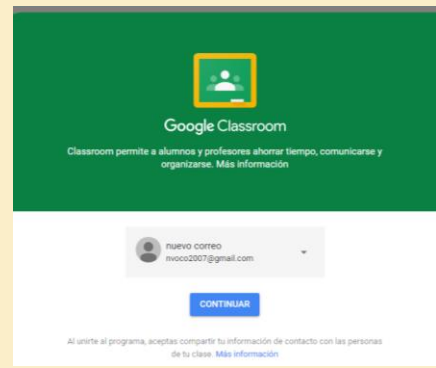 Google Classroom
Classroom permite a alumnos y profesores ahorrar tiempo, comunicarse y
organizarse. Más información
nuevo correo
nvoco2007@gmail.com
CONTINUAR
Al unirte al programa, aceptas compartir tu información de contacto con las personas
de tu clase. Más información